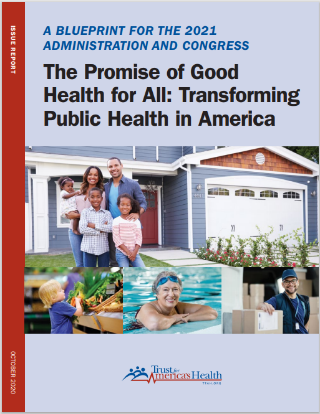 ISSUE REPORT
A BLUEPRINT FOR THE 2021
ADMINISTRATION AND CONGRESS
The Promise of Good
Health for All: Transforming
Public Health in America
OCTOBER 2020
Trust for
America's Health